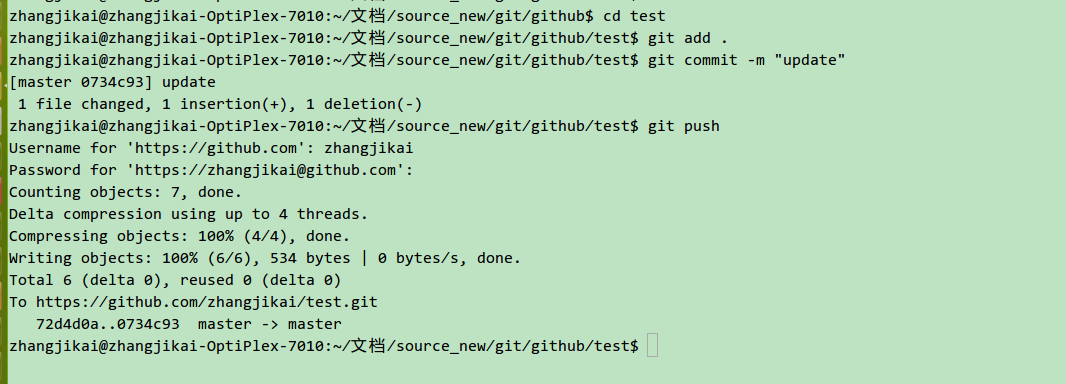 zhangjikai@zhangjikai-OptiPlex-7010:~/文档/source_new/git/github$ cd test
zhangjikai@zhangjikai-OptiPlex-7010:~/文档/source_new/git/github/test$ git add .
zhangjikai@zhangjikai-OptiPlex-7010:~/文档/source_new/git/github/test$ git commit -m "update"
[master 0734c93] update
 1 file changed, 1 insertion(+), 1 deletion(-)
zhangjikai@zhangjikai-OptiPlex-7010:~/文档/source_new/git/github/test$ git push
Username for 'https://github.com': zhangjikai
Password for 'https://zhangjikai@github.com':
Counting objects: 7, done.
Delta compression using up to 4 threads.
Compressing objects: 100% (4/4), done.
Writing objects: 100% (6/6), 534 bytes | 0 bytes/s, done.
Total 6 (delta 0), reused 0 (delta 0)
To https://github.com/zhangjikai/test.git
   72d4d0a..0734c93  master -> master
zhangjikai@zhangjikai-OptiPlex-7010:~/文档/source_new/git/github/test$